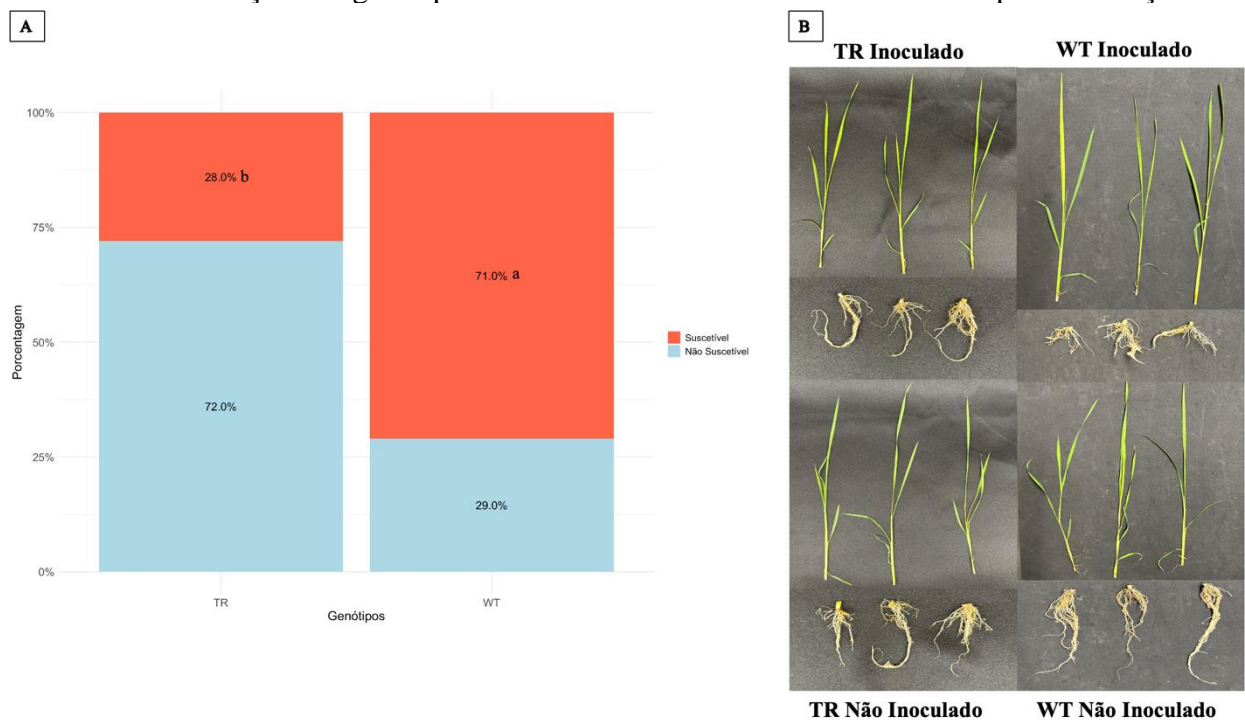 A
100%
75%
50%
25%
0%
Porcentagem
28.0% b
72.0%
71.0% a
29.0%
TR
WT
Genótipos
Suscetível
Não Suscetível
B
TR Inoculado
WT Inoculado
TR Não Inoculado
WT Não Inoculado